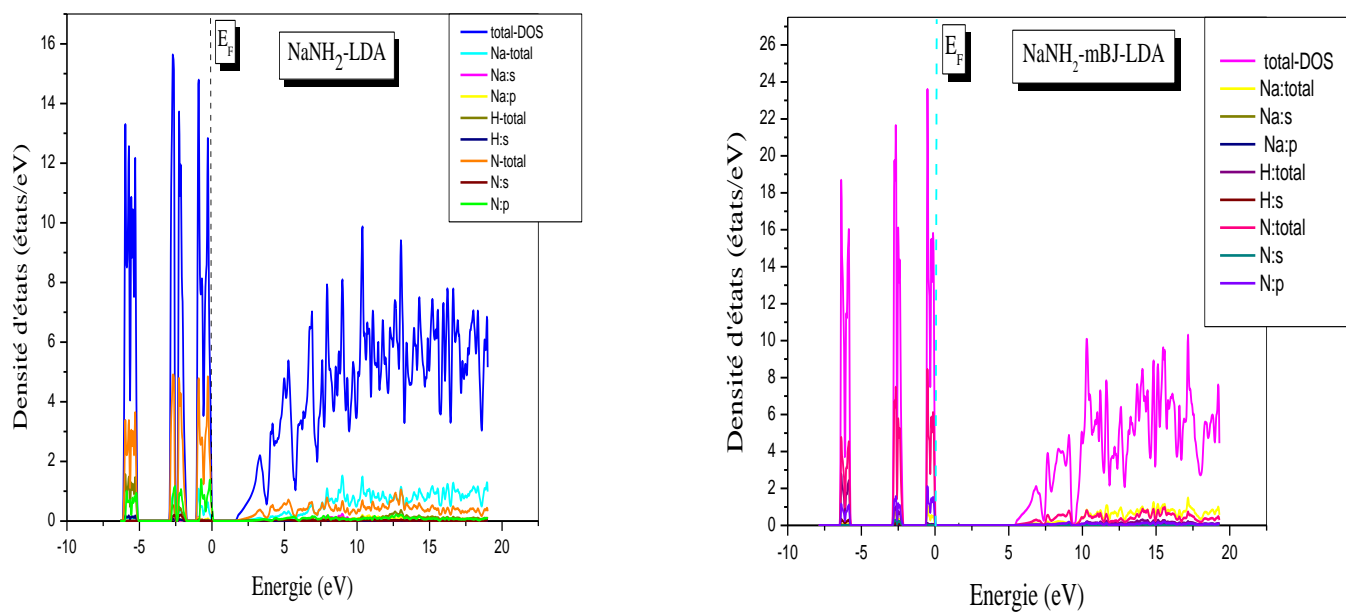 16
14
12
10
8
6
4
2
0
-10
-5
0
5
10
15
20
Densité d'états (états/eV)
Energie (eV)
E_F
NaNH2-LDA
total-DOS
Na-total
Na:s
Na:p
H-total
H:s
N-total
N:s
N:p
26
24
22
20
18
16
14
12
10
8
6
4
2
0
-10
-5
0
5
10
15
20
Densité d'états (états/eV)
Energie (eV)
E_F
NaNH2-mBJ-LDA
total-DOS
Na:total
Na:s
Na:p
H:total
H:s
N:total
N:s
N:p